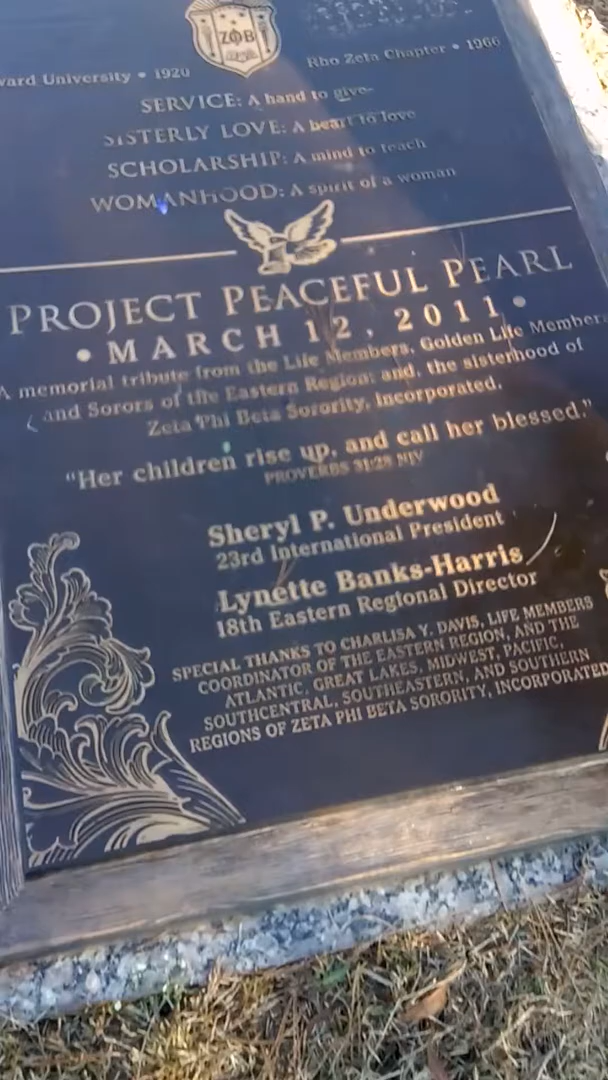 ΖΦΒ
ward University • 1920
Rho Zeta Chapter • 1966
SERVICE: A hand to give
SISTERLY LOVE: A heart to love
SCHOLARSHIP: A mind to teach
WOMANHOOD: A spirit of a woman
PROJECT PEACEFUL PEARL
• MARCH 12, 2011 •
A memorial tribute from the Life Members, Golden Life Member
and Sorors of the Eastern Region; and, the sisterhood of
Zeta Phi Beta Sorority, Incorporated.
"Her children rise up, and call her blessed."
PROVERBS 31:28 NIV
Sheryl P. Underwood
23rd International President
Lynette Banks-Harris
18th Eastern Regional Director
SPECIAL THANKS TO CHARLISA Y. DAVIS, LIFE MEMBERS
COORDINATOR OF THE EASTERN REGION, AND THE
ATLANTIC, GREAT LAKES, MIDWEST, PACIFIC,
SOUTHCENTRAL, SOUTHEASTERN, AND SOUTHERN
REGIONS OF ZETA PHI BETA SORORITY, INCORPORATED